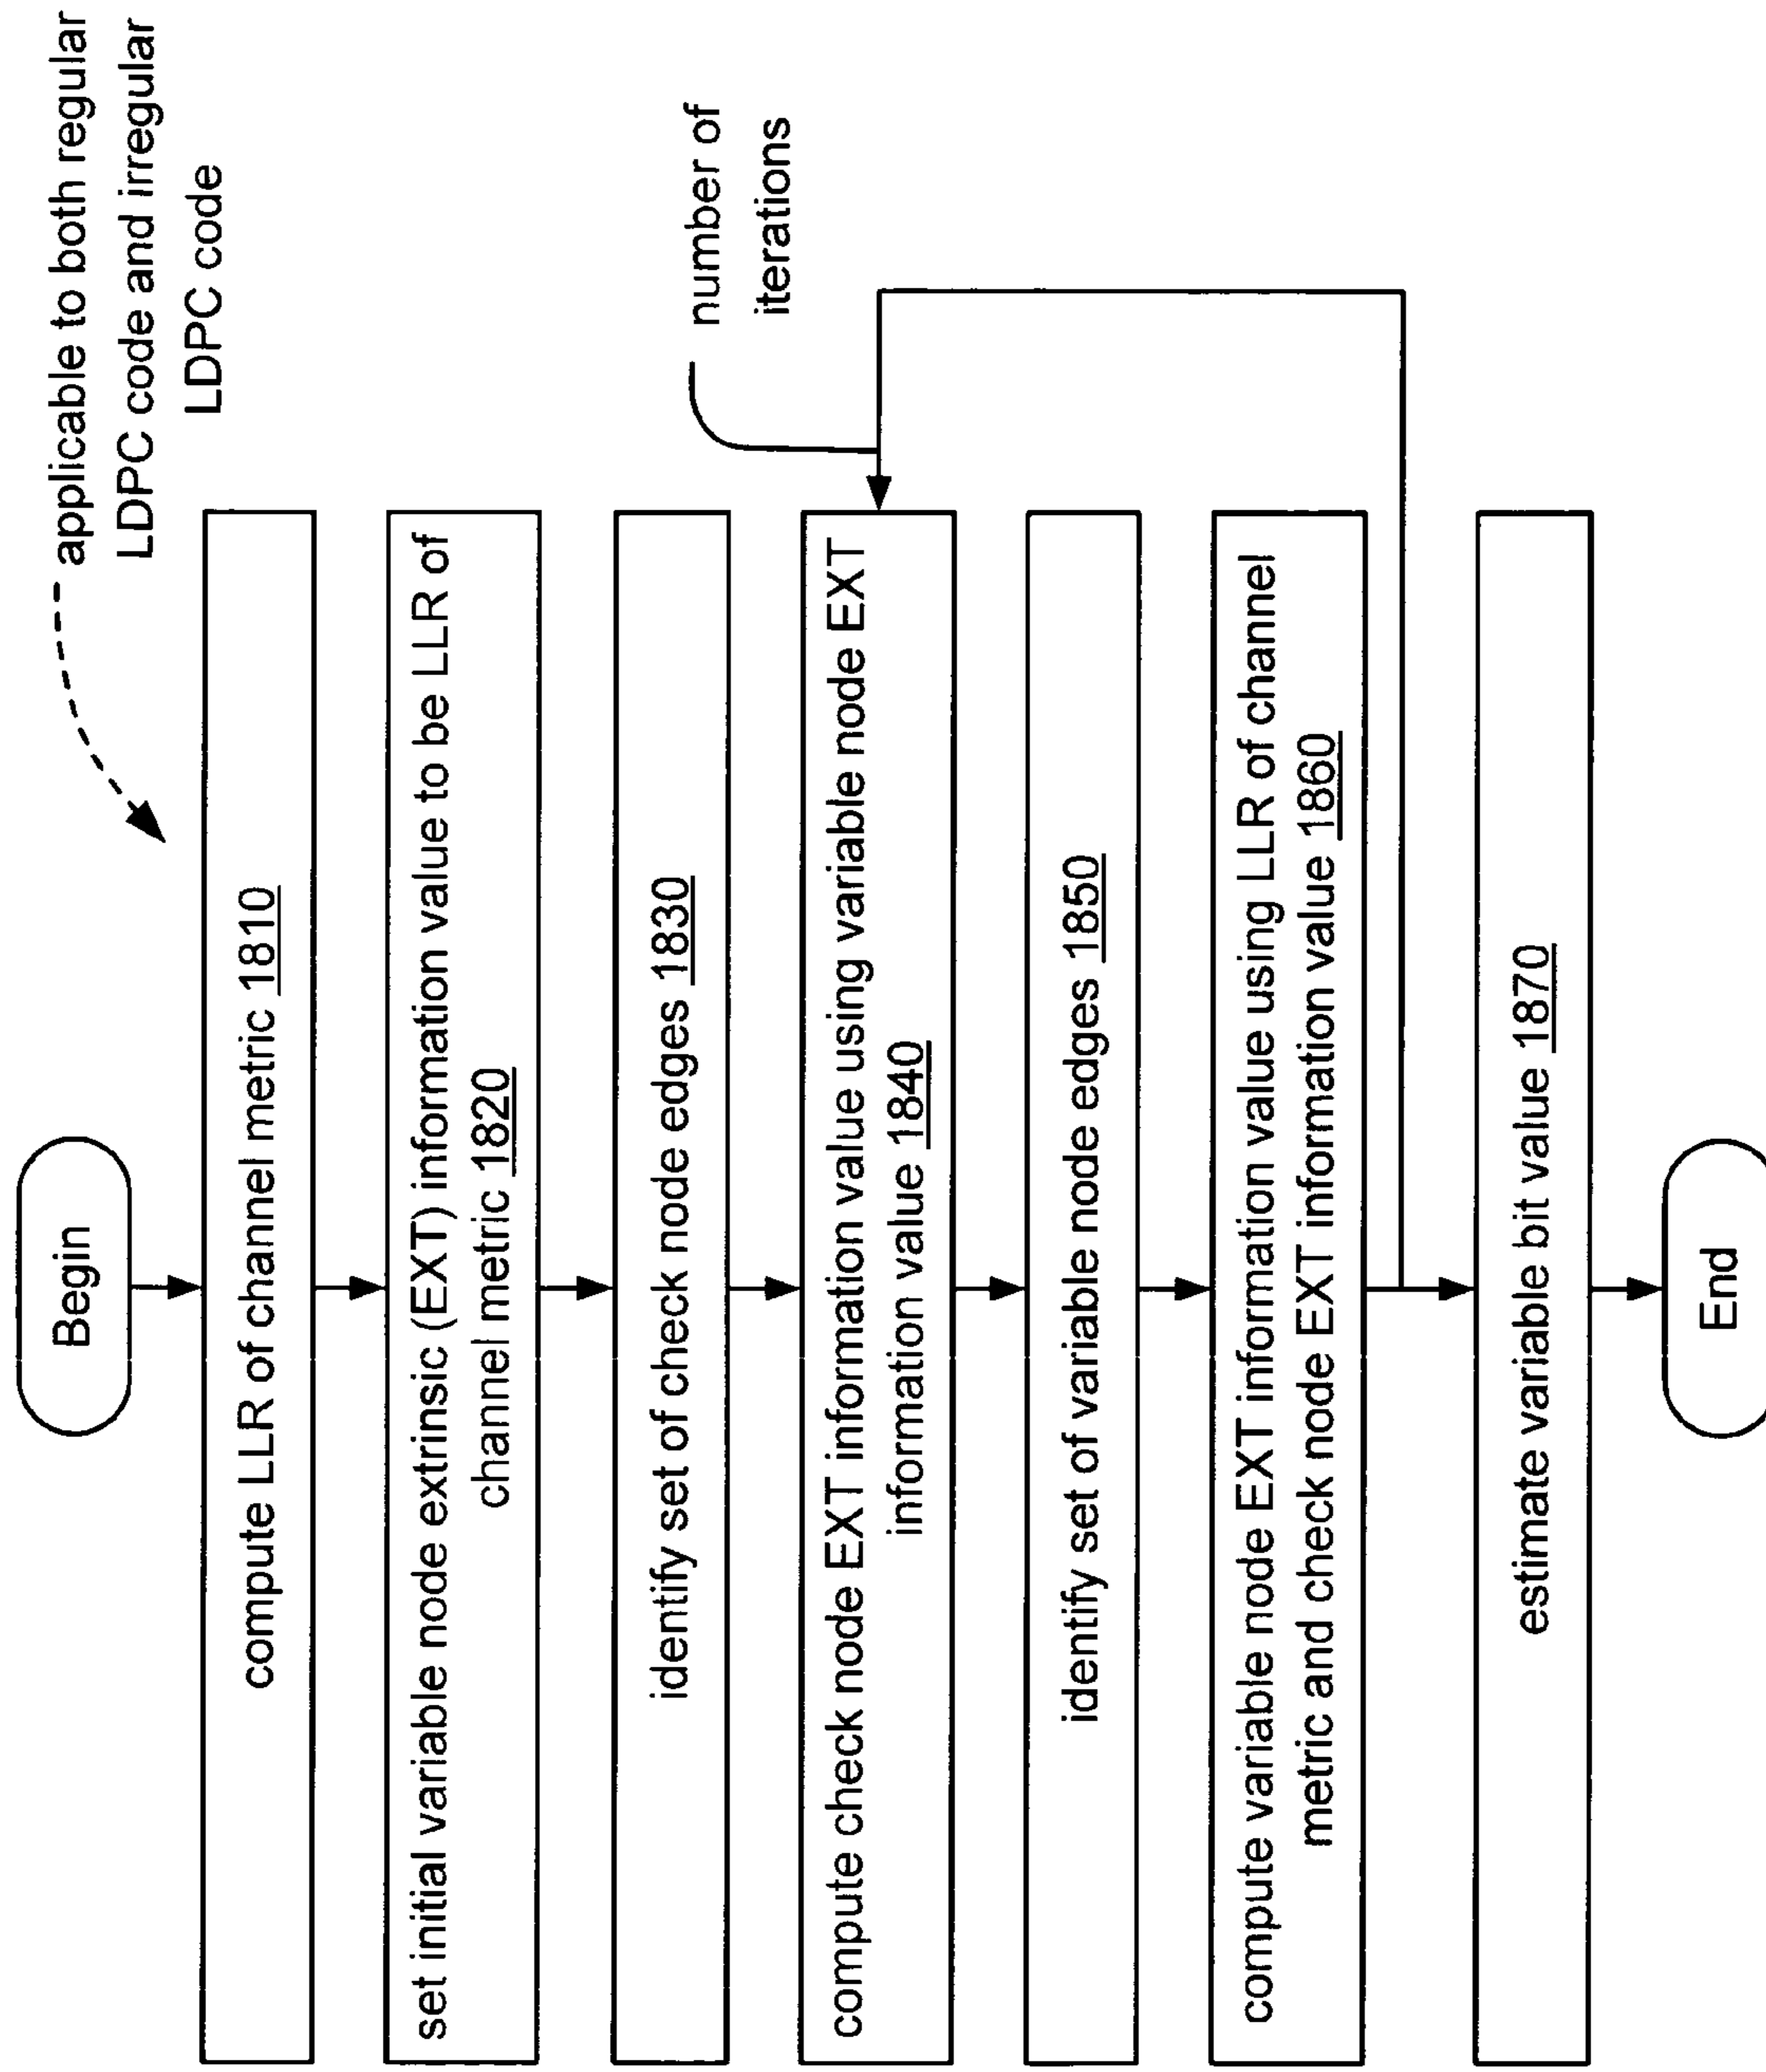 applicable to both regular
LDPC code and irregular
LDPC code
Begin
compute LLR of channel metric 1810
set initial variable node extrinsic (EXT) information value to be LLR of
channel metric 1820
identify set of check node edges 1830
number of
iterations
compute check node EXT information value using variable node EXT
information value 1840
identify set of variable node edges 1850
compute variable node EXT information value using LLR of channel
metric and check node EXT information value 1860
estimate variable bit value 1870
End